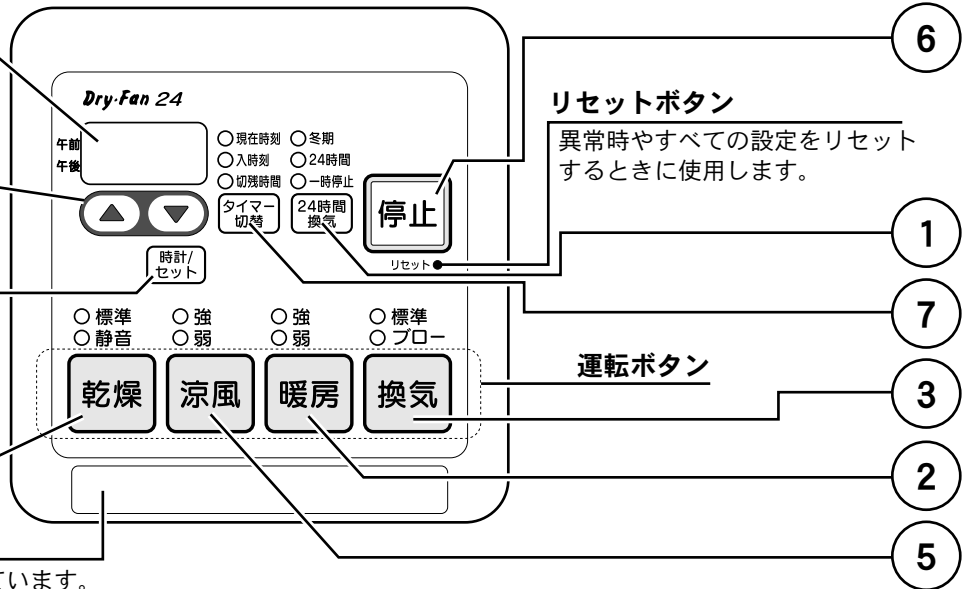 Dry·Fan 24
午前
午後
現在時刻
入時刻
切残時間
冬期
24時間
一時停止
タイマー
切替
24時間
換気
停止
リセット
時計/
セット
標準
静音
強
弱
強
弱
標準
ブロー
乾燥
涼風
暖房
換気
リセットボタン
異常時やすべての設定をリセット
するときに使用します。
運転ボタン
6
1
7
3
2
5
ています。